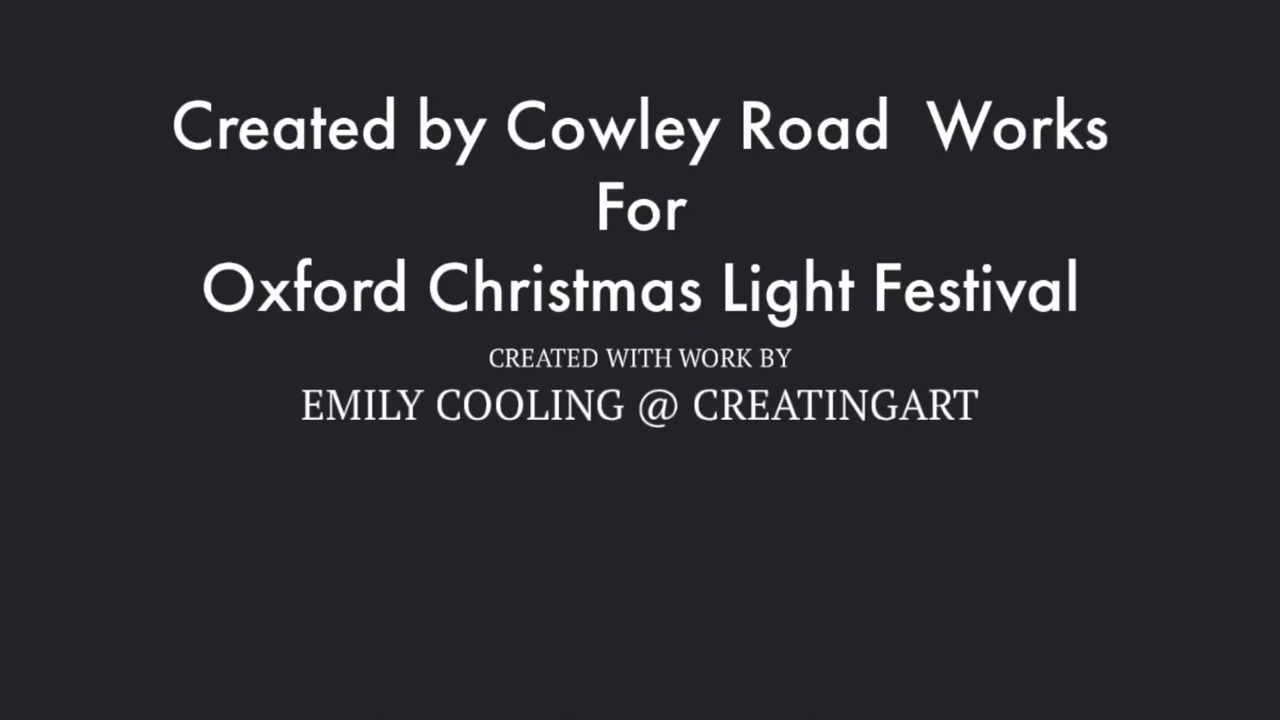 Created by Cowley Road  Works
For
Oxford Christmas Light Festival
CREATED WITH WORK BY
EMILY COOLING @ CREATINGART